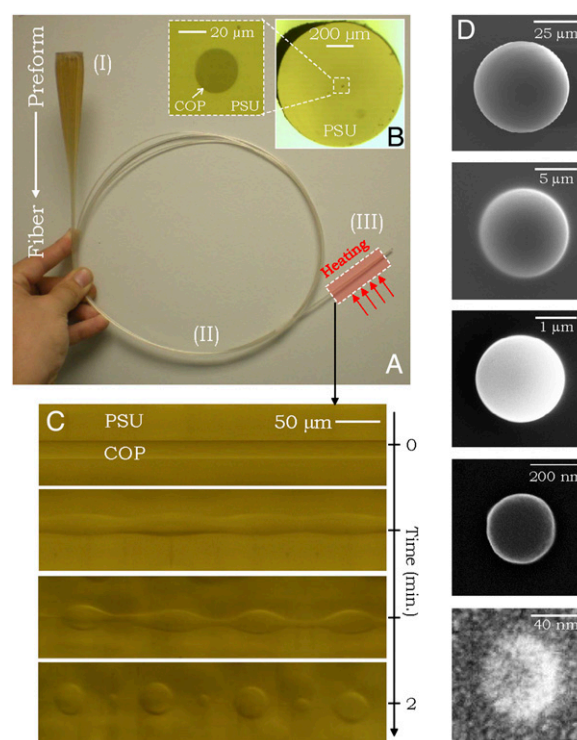 (I)
Preform
Fiber
20 µm
COP
PSU
200 µm
PSU
B
(III)
Heating
(II)
A
C
PSU
COP
50 µm
0
Time (min.)
2
D
25 µm
5 µm
1 µm
200 nm
40 nm